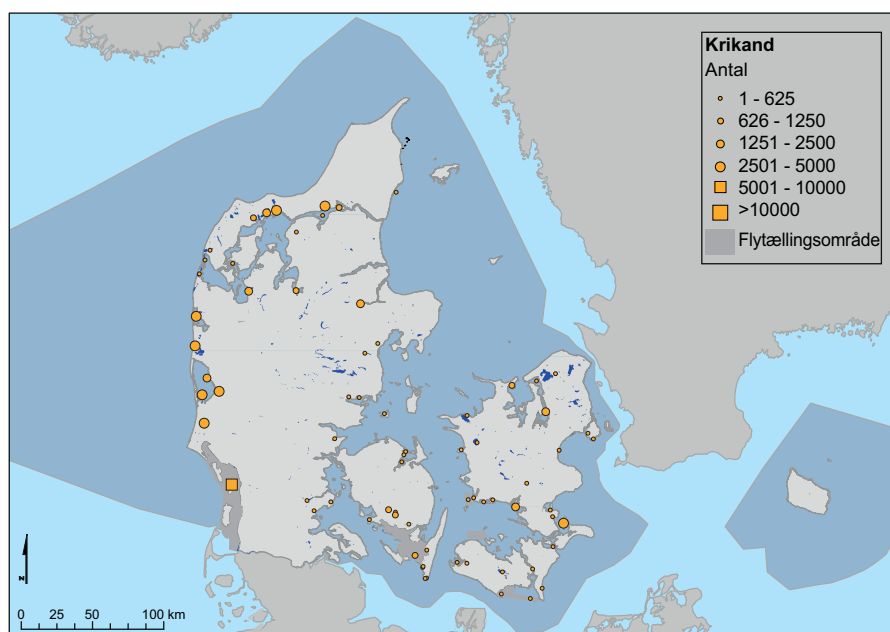 Krikand
Antal
1 - 625
626 - 1250
1251 - 2500
2501 - 5000
5001 - 10000
>10000
Flytællingsområde
N
0 25 50 100 km